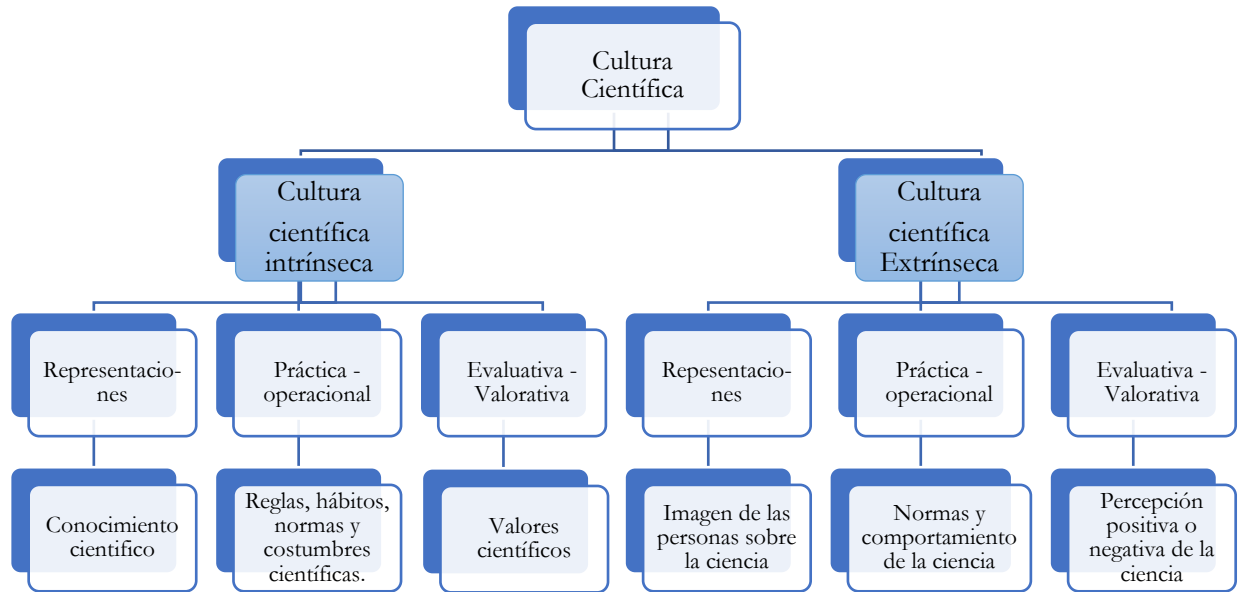 Cultura
Científica
Cultura
científica
intrínseca
Cultura
científica
Extrínseca
Representacio-
nes
Práctica -
operacional
Evaluativa -
Valorativa
Repesentacio-
nes
Práctica -
operacional
Evaluativa -
Valorativa
Conocimiento
cientifico
Reglas, hábitos,
normas y
costumbres
científicas.
Valores
científicos
Imagen de las
personas sobre
la ciencia
Normas y
comportamiento
de la ciencia
Percepción
positiva o
negativa de la
ciencia